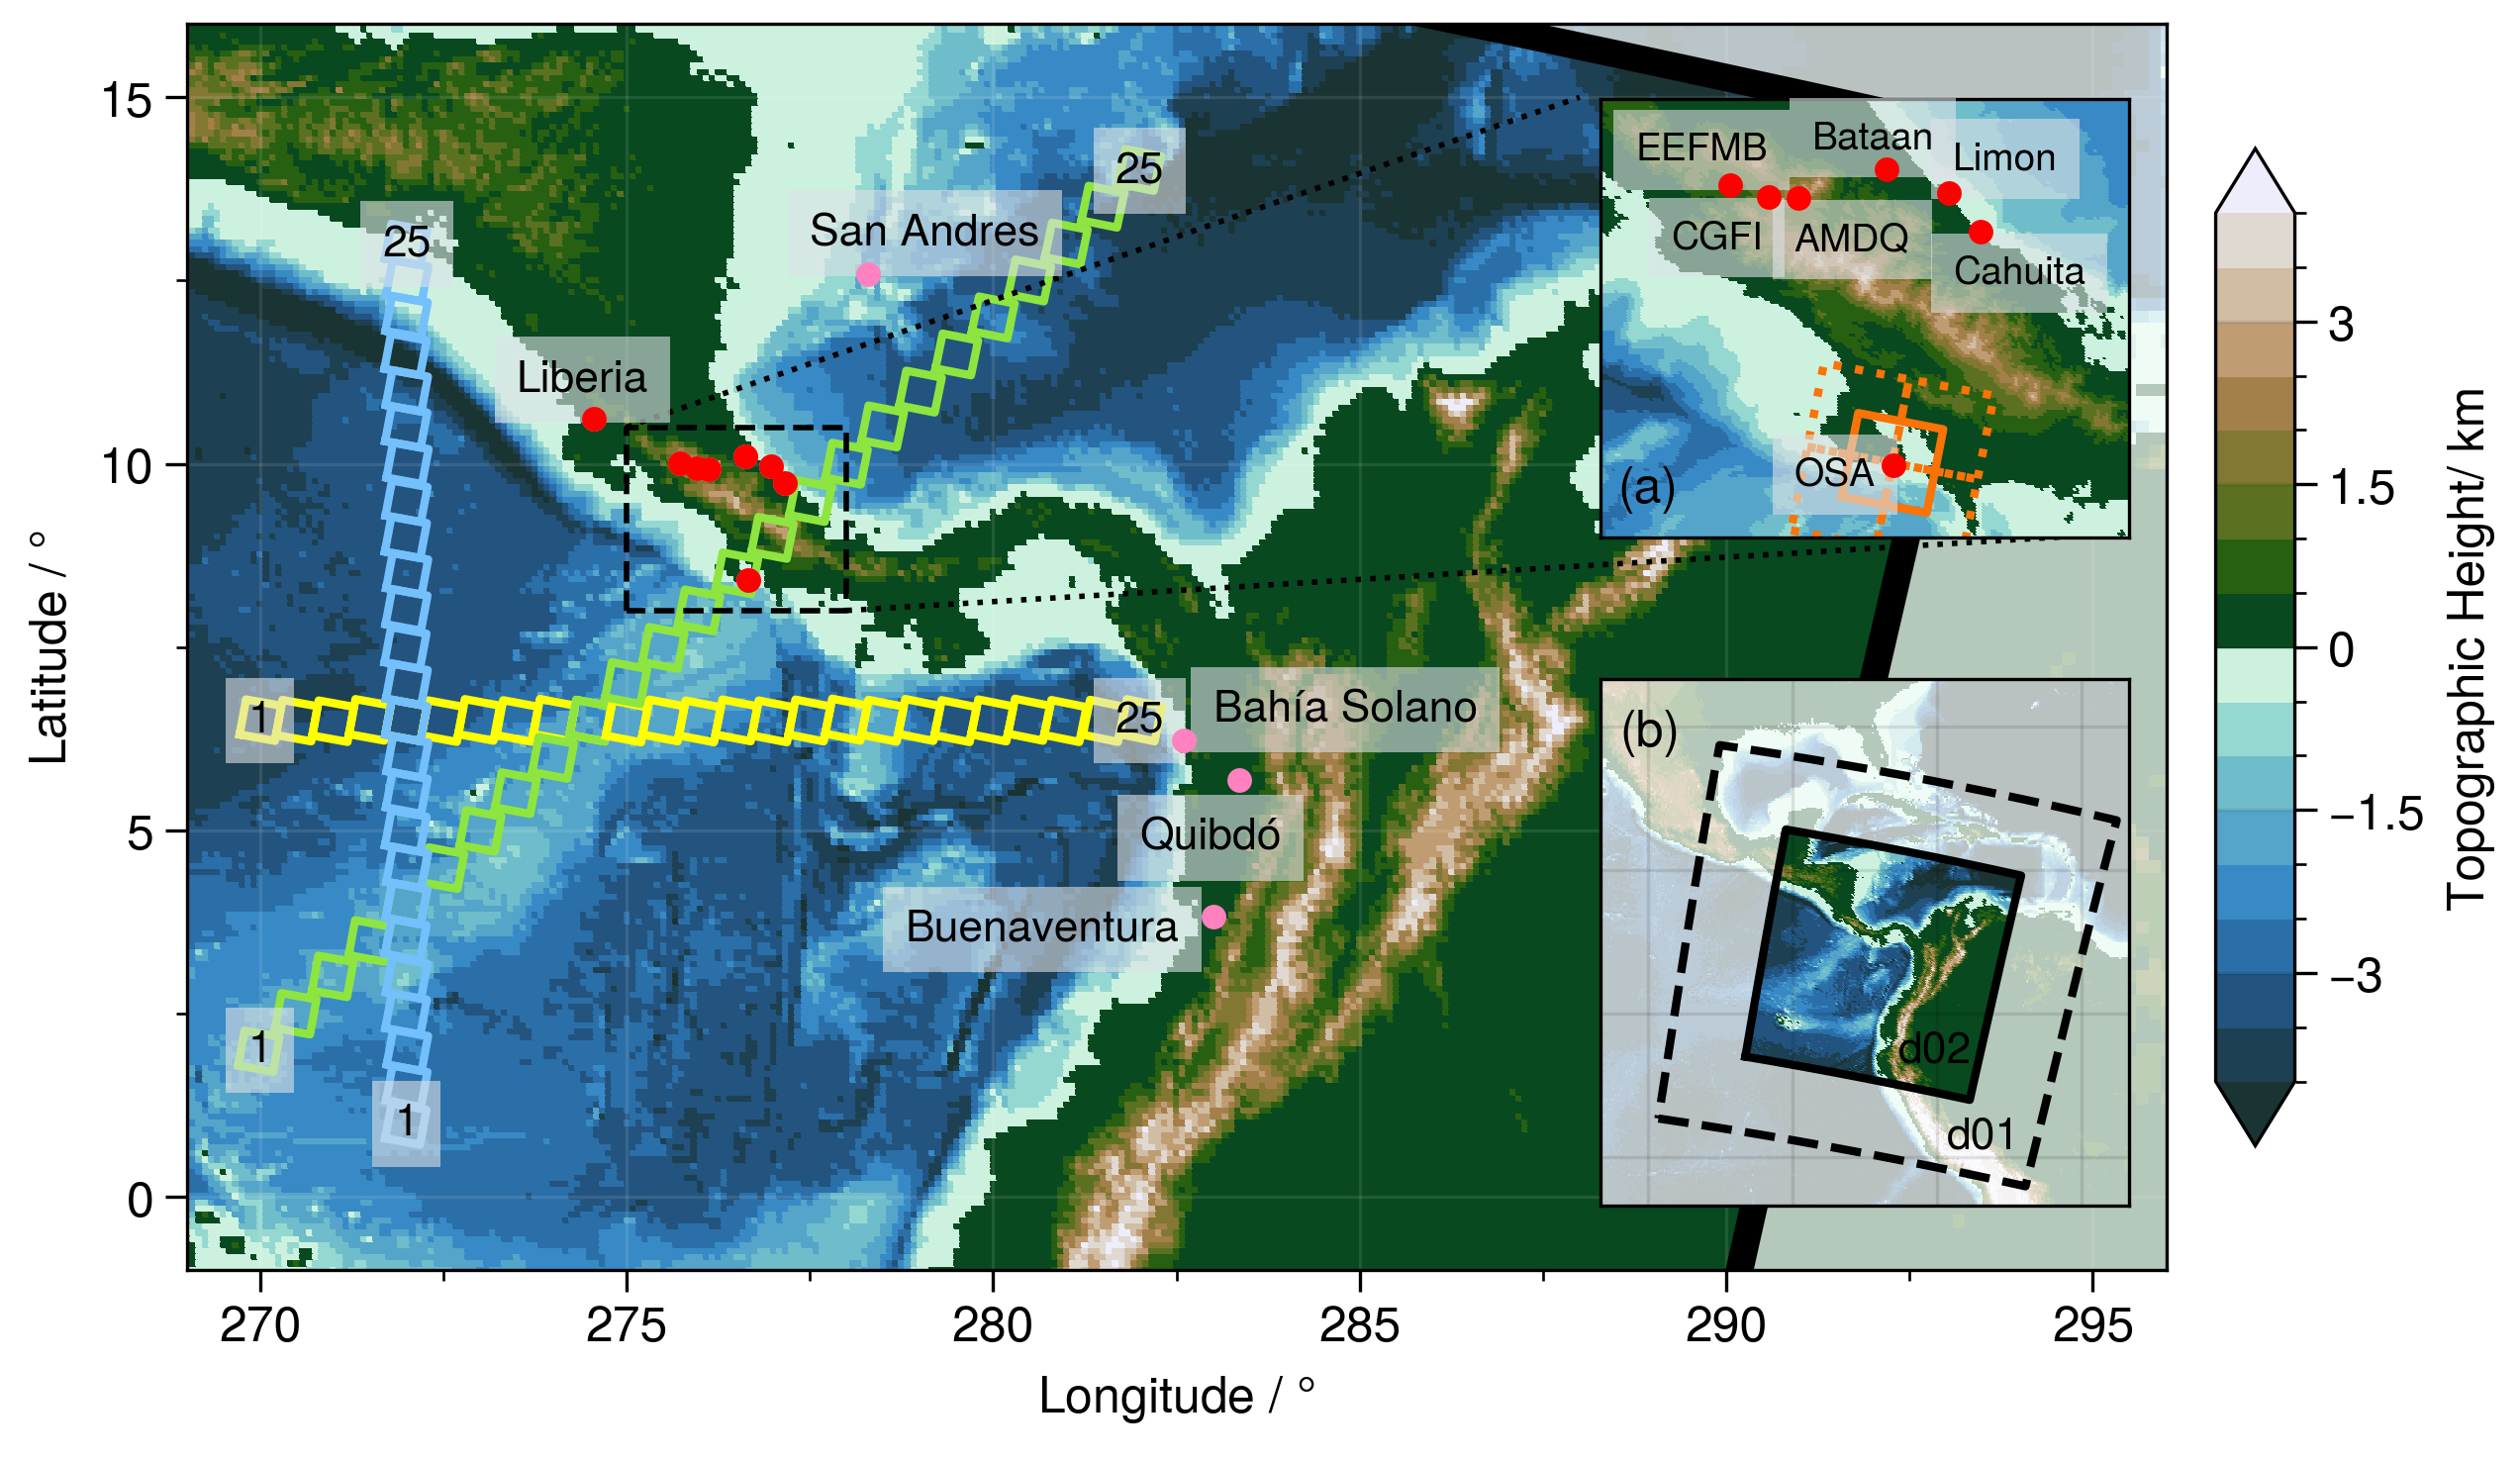 15
10
5
0
Latitude / °
270
275
280
285
290
295
Longitude / °
25
25
San Andres
Liberia
1
25
Bahía Solano
Quibdó
Buenaventura
1
1
EEFMB
Bataan
Limon
CGFI
AMDQ
Cahuita
OSA
(a)
(b)
d02
d01
3
1.5
0
−1.5
−3
Topographic Height/ km